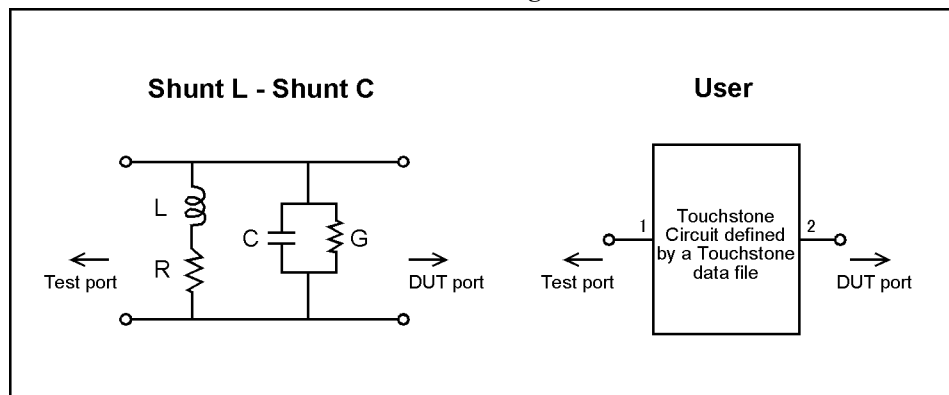 Shunt L - Shunt C
L
R
C
G
Test port
DUT port
User
1
Touchstone
Circuit defined
by a Touchstone
data file
2
Test port
DUT port